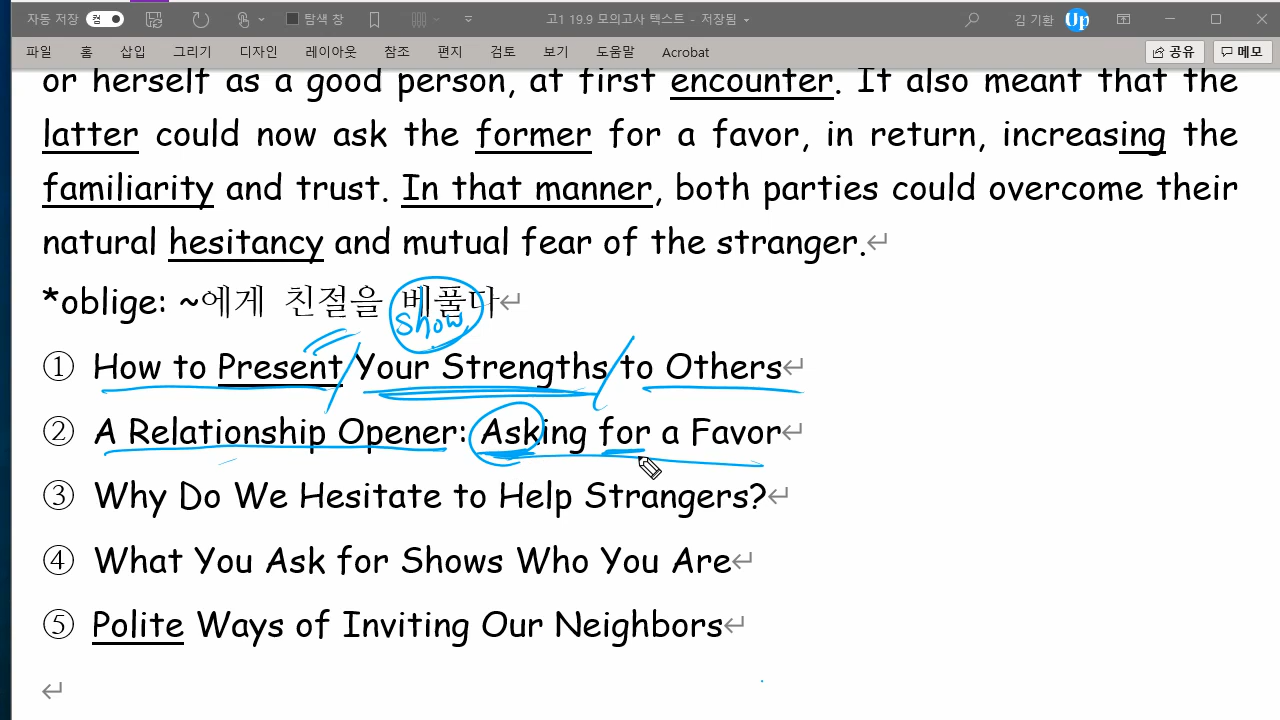 자동 저장 컴 탐색 창 고1 19.9 모의고사 텍스트 - 저장됨 김 기환 Up
파일 홈 삽입 그리기 디자인 레이아웃 참조 편지 검토 보기 도움말 Acrobat 공유 메모
or herself as a good person, at first encounter. It also meant that the
latter could now ask the former for a favor, in return, increasing the
familiarity and trust. In that manner, both parties could overcome their
natural hesitancy and mutual fear of the stranger.
*oblige: ~에게 친절을 베풀다
show
① How to Present Your Strengths to Others
② A Relationship Opener: Asking for a Favor
③ Why Do We Hesitate to Help Strangers?
④ What You Ask for Shows Who You Are
⑤ Polite Ways of Inviting Our Neighbors